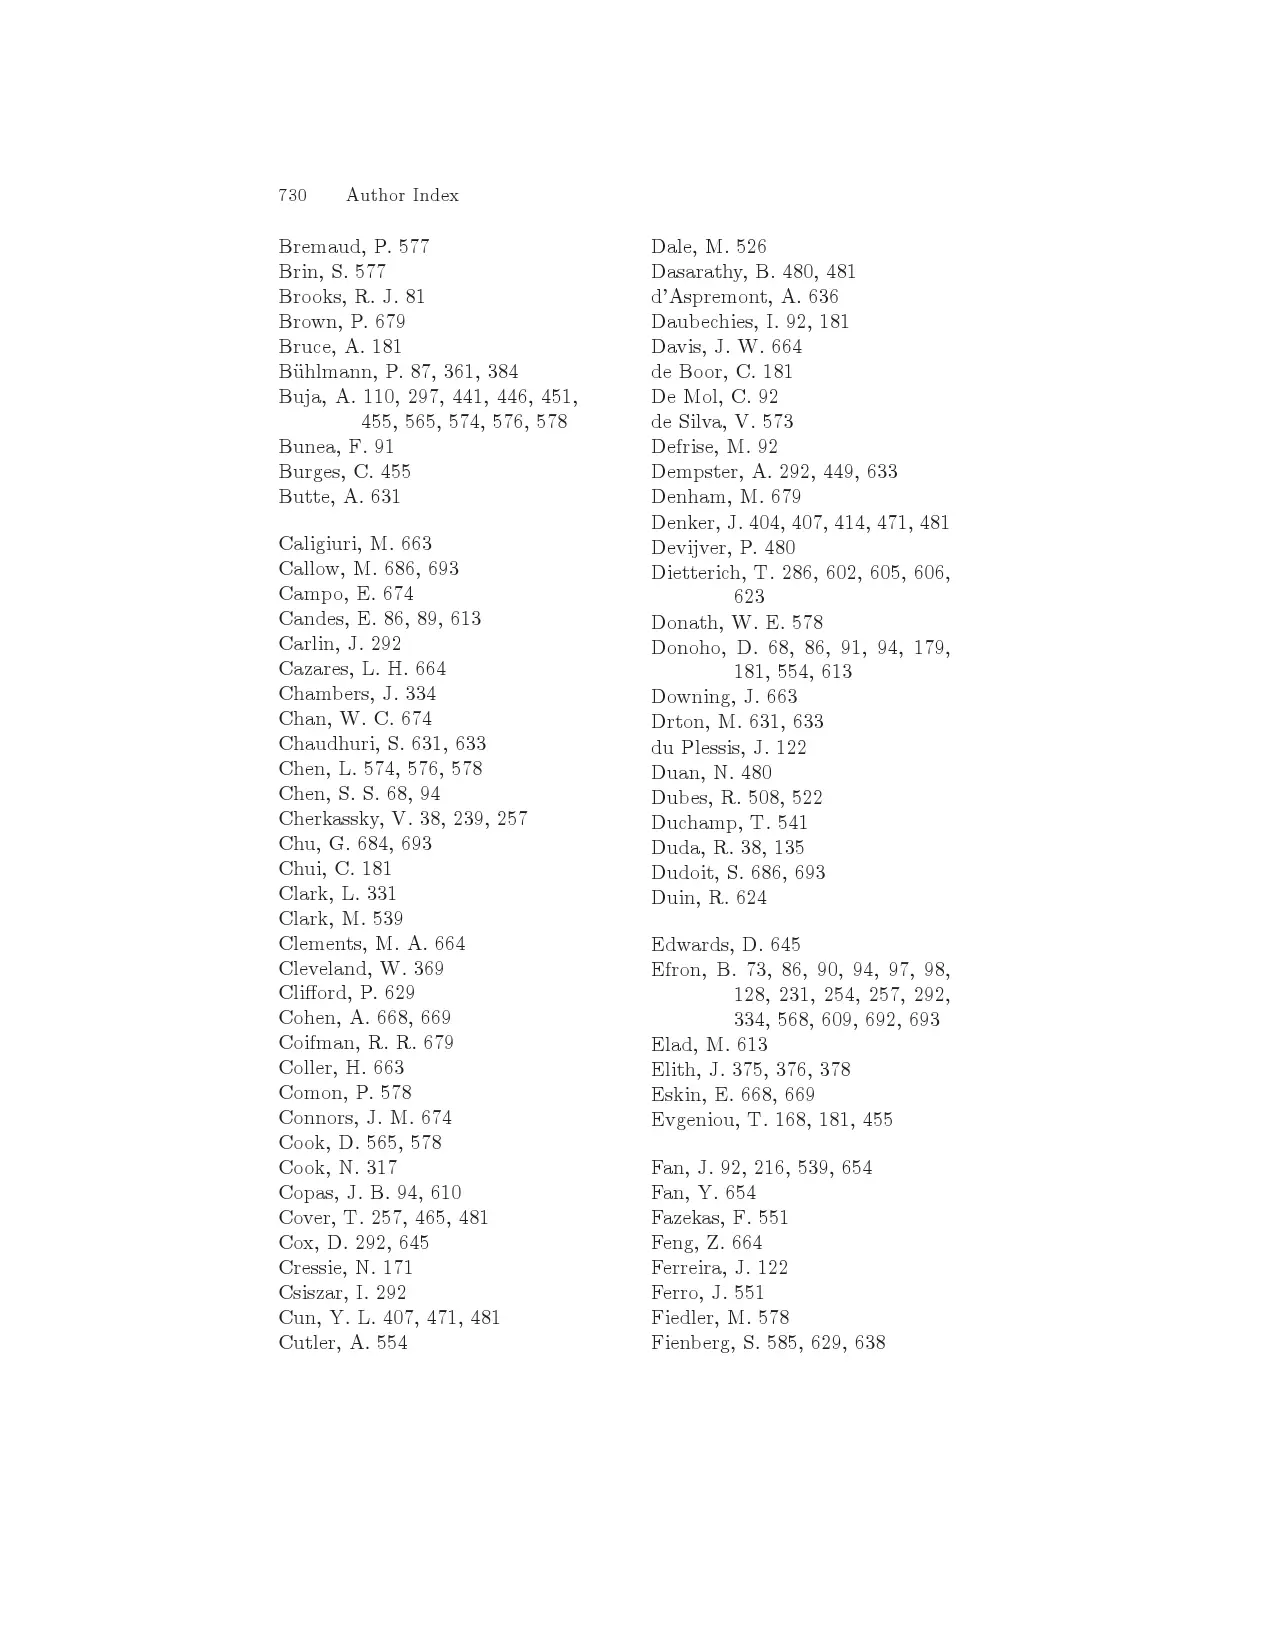 730 Author Index
Bremaud, P. 577
Brin, S. 577
Brooks, R. J. 81
Brown, P. 679
Bruce, A. 181
Bühlmann, P. 87, 361, 384
Buja, A. 110, 297, 441, 446, 451,
455, 565, 574, 576, 578
Bunea, F. 91
Burges, C. 455
Butte, A. 631
Caligiuri, M. 663
Callow, M. 686, 693
Campo, E. 674
Candes, E. 86, 89, 613
Carlin, J. 292
Cazares, L. H. 664
Chambers, J. 334
Chan, W. C. 674
Chaudhuri, S. 631, 633
Chen, L. 574, 576, 578
Chen, S. S. 68, 94
Cherkassky, V. 38, 239, 257
Chu, G. 684, 693
Chui, C. 181
Clark, L. 331
Clark, M. 539
Clements, M. A. 664
Cleveland, W. 369
Clifford, P. 629
Cohen, A. 668, 669
Coifman, R. R. 679
Coller, H. 663
Comon, P. 578
Connors, J. M. 674
Cook, D. 565, 578
Cook, N. 317
Copas, J. B. 94, 610
Cover, T. 257, 465, 481
Cox, D. 292, 645
Cressie, N. 171
Csiszar, I. 292
Cun, Y. L. 407, 471, 481
Cutler, A. 554
Dale, M. 526
Dasarathy, B. 480, 481
d'Aspremont, A. 636
Daubechies, I. 92, 181
Davis, J. W. 664
de Boor, C. 181
De Mol, C. 92
de Silva, V. 573
Defrise, M. 92
Dempster, A. 292, 449, 633
Denham, M. 679
Denker, J. 404, 407, 414, 471, 481
Devijver, P. 480
Dietterich, T. 286, 602, 605, 606,
623
Donath, W. E. 578
Donoho, D. 68, 86, 91, 94, 179,
181, 554, 613
Downing, J. 663
Drton, M. 631, 633
du Plessis, J. 122
Duan, N. 480
Dubes, R. 508, 522
Duchamp, T. 541
Duda, R. 38, 135
Dudoit, S. 686, 693
Duin, R. 624
Edwards, D. 645
Efron, B. 73, 86, 90, 94, 97, 98,
128, 231, 254, 257, 292,
334, 568, 609, 692, 693
Elad, M. 613
Elith, J. 375, 376, 378
Eskin, E. 668, 669
Evgeniou, T. 168, 181, 455
Fan, J. 92, 216, 539, 654
Fan, Y. 654
Fazekas, F. 551
Feng, Z. 664
Ferreira, J. 122
Ferro, J. 551
Fiedler, M. 578
Fienberg, S. 585, 629, 638